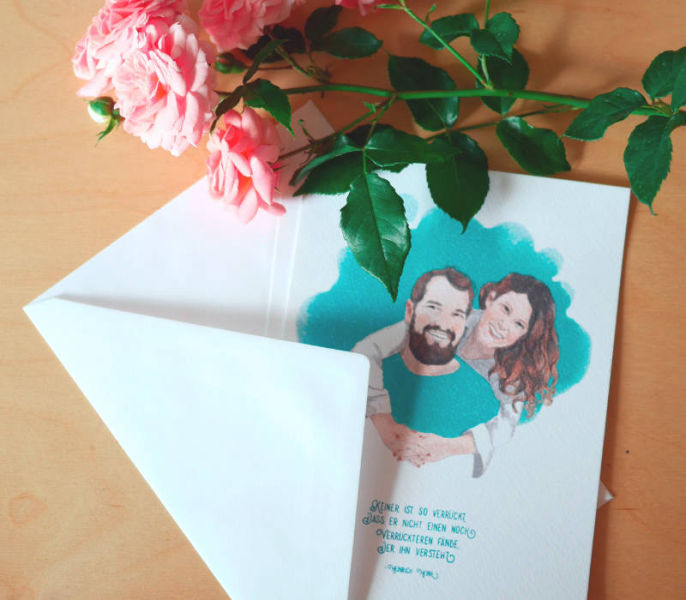 KEINER IST SO VERRÜCKT,
DASS ER NICHT EINEN NOCH
VERRÜCKTEREN FÄNDE,
DER IHN VERSTEHT